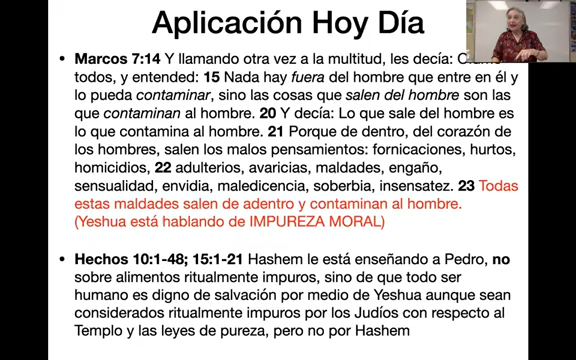 Aplicación Hoy Día
• Marcos 7:14 Y llamando otra vez a la multitud, les decía:
todos, y entended: 15 Nada hay fuera del hombre que entre en él y
lo pueda contaminar, sino las cosas que salen del hombre son las
que contaminan al hombre. 20 Y decía: Lo que sale del hombre es
lo que contamina al hombre. 21 Porque de dentro, del corazón de
los hombres, salen los malos pensamientos: fornicaciones, hurtos,
homicidios, 22 adulterios, avaricias, maldades, engaño,
sensualidad, envidia, maledicencia, soberbia, insensatez. 23 Todas
estas maldades salen de adentro y contaminan al hombre.
(Yeshua está hablando de IMPUREZA MORAL)
• Hechos 10:1-48; 15:1-21 Hashem le está enseñando a Pedro, no
sobre alimentos ritualmente impuros, sino de que todo ser
humano es digno de salvación por medio de Yeshua aunque sean
considerados ritualmente impuros por los Judíos con respecto al
Templo y las leyes de pureza, pero no por Hashem